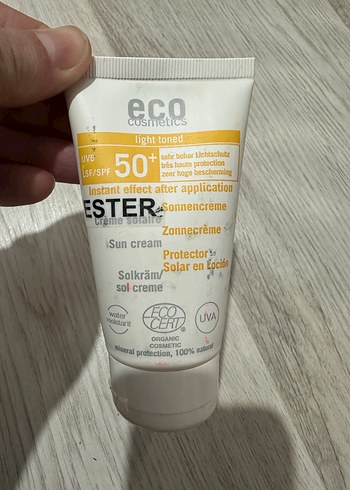 eco
cosmetics
light toned
UVB
LSF/SPF 50+
sehr hoher Lichtschutz
très haute protection
zeer hoge bescherming
Instant effect after application
ESTER
Sonnencrème
Crème solaire
Zonnecrème
Sun cream
Protector
Solar en Loción
Solkräm/
sol creme
water
resistant
ECO
CERT
UVA
ORGANIC
COSMETIC
mineral protection, 100% natural